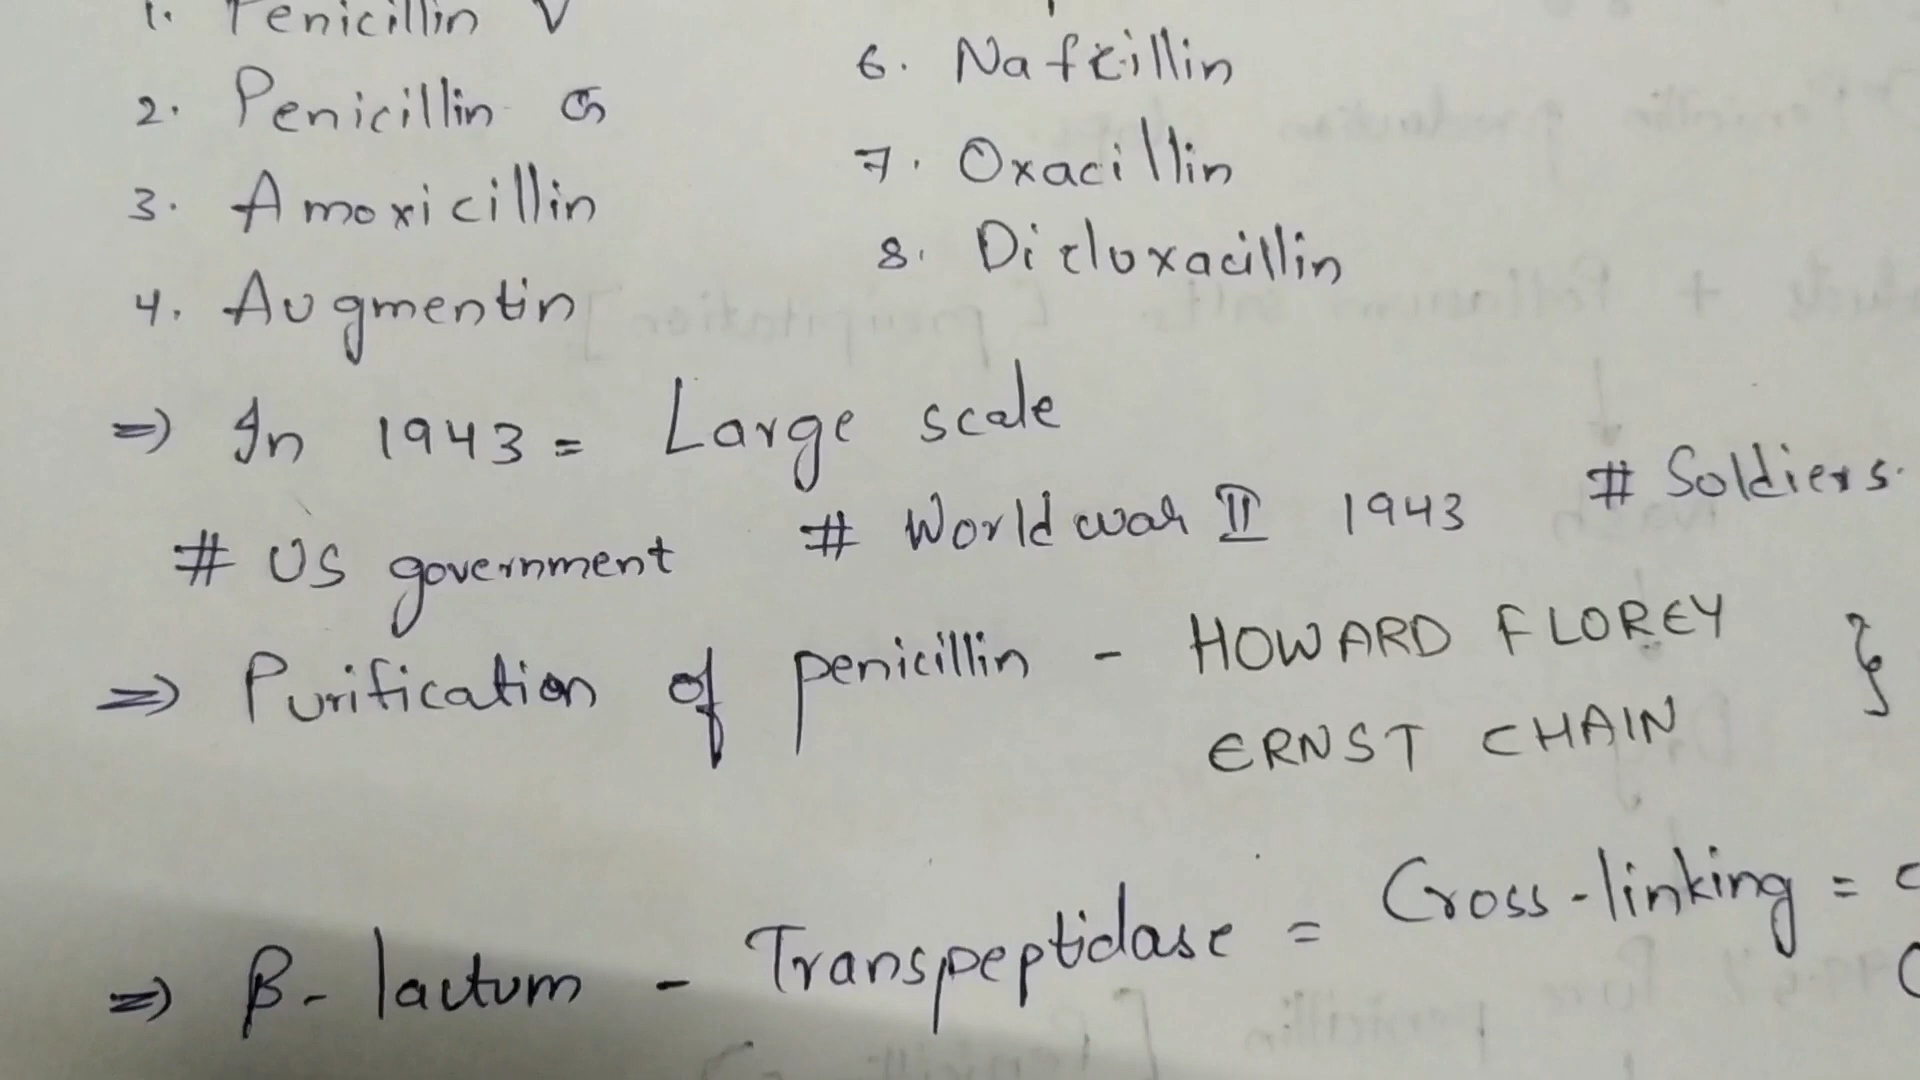 1. Penicillin V
2. Penicillin G
3. Amoxicillin
4. Augmentin
6. Nafcillin
7. Oxacillin
8. Dicloxacillin
=> In 1943 = Large scale
# US government # World war II 1943 # Soldiers.
=> Purification of penicillin - HOWARD FLOREY }
ERNST CHAIN
=> β- lactum - Transpeptidase = Cross-linking =